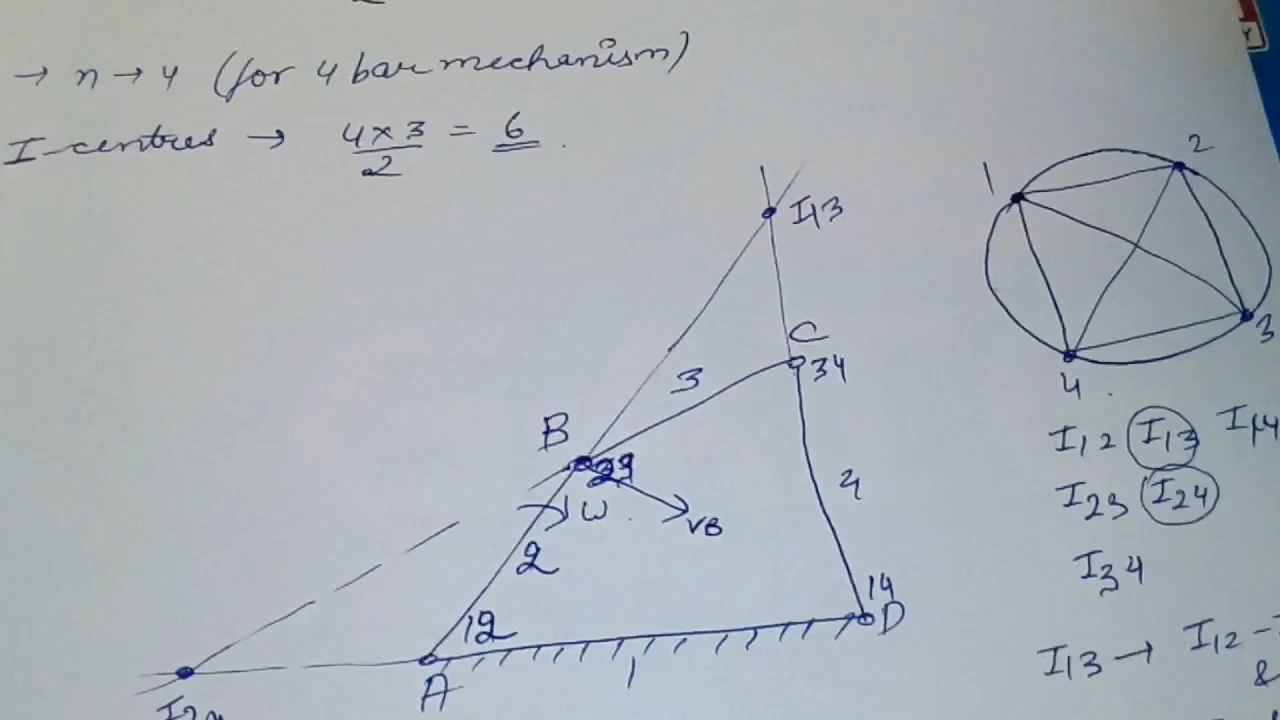 → n → 4 (for 4 bar mechanism)
I-centres → 4×3/2 = 6.
1
2
3
4
I13
C
34
3
B
23
ω
VB
2
4
12
14
D
A
1
I12 I13 I14
I23 I24
I34
I13 → I12 -
&